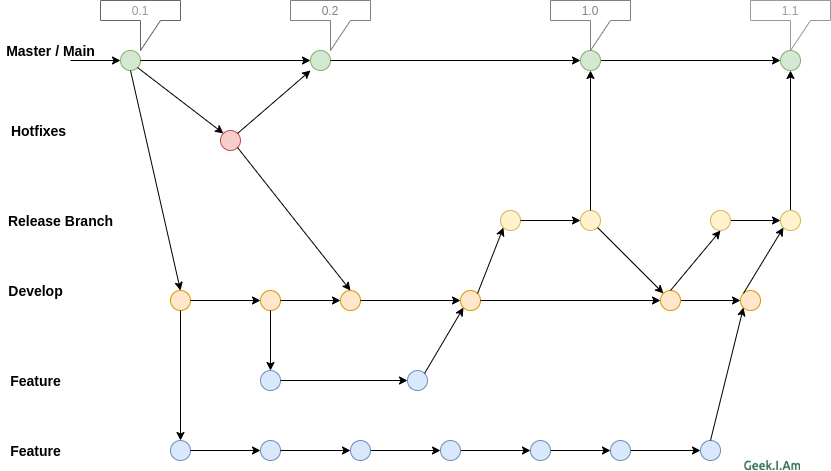 0.1
0.2
1.0
1.1
Master / Main
Hotfixes
Release Branch
Develop
Feature
Feature
Geek.I.Am